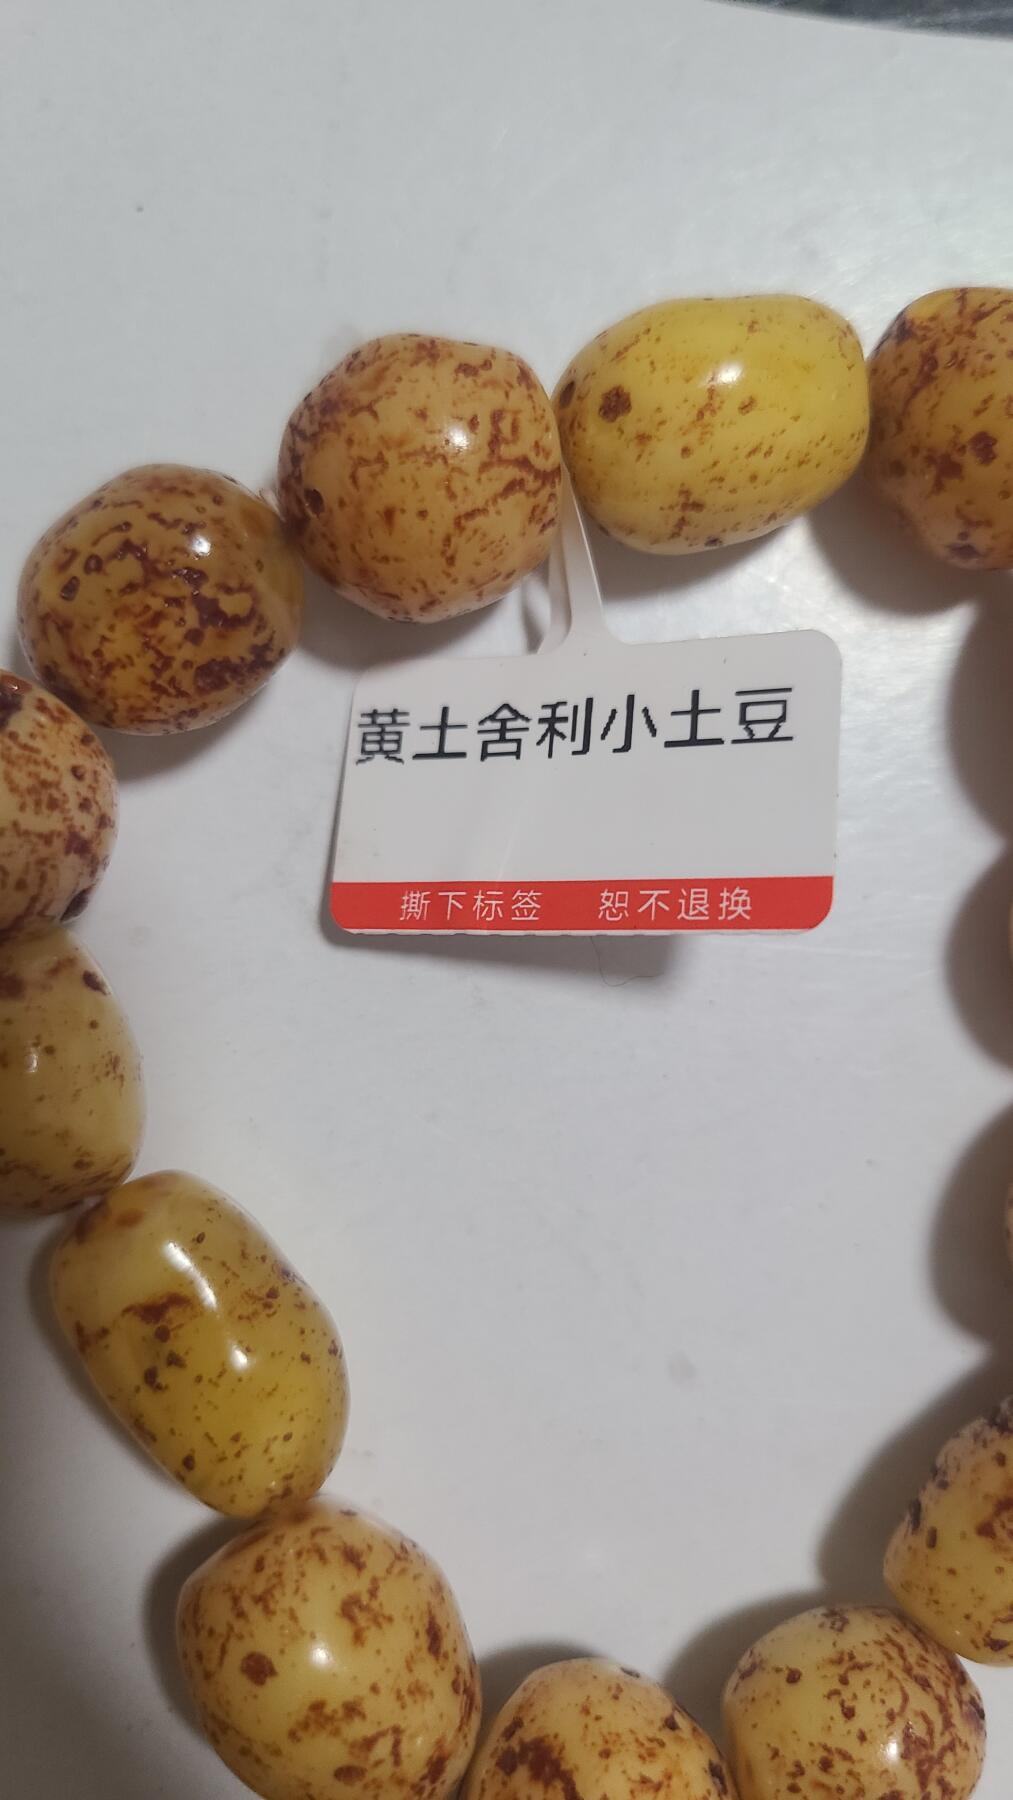 黄土舍利小土豆
撕下标签 恕不退换